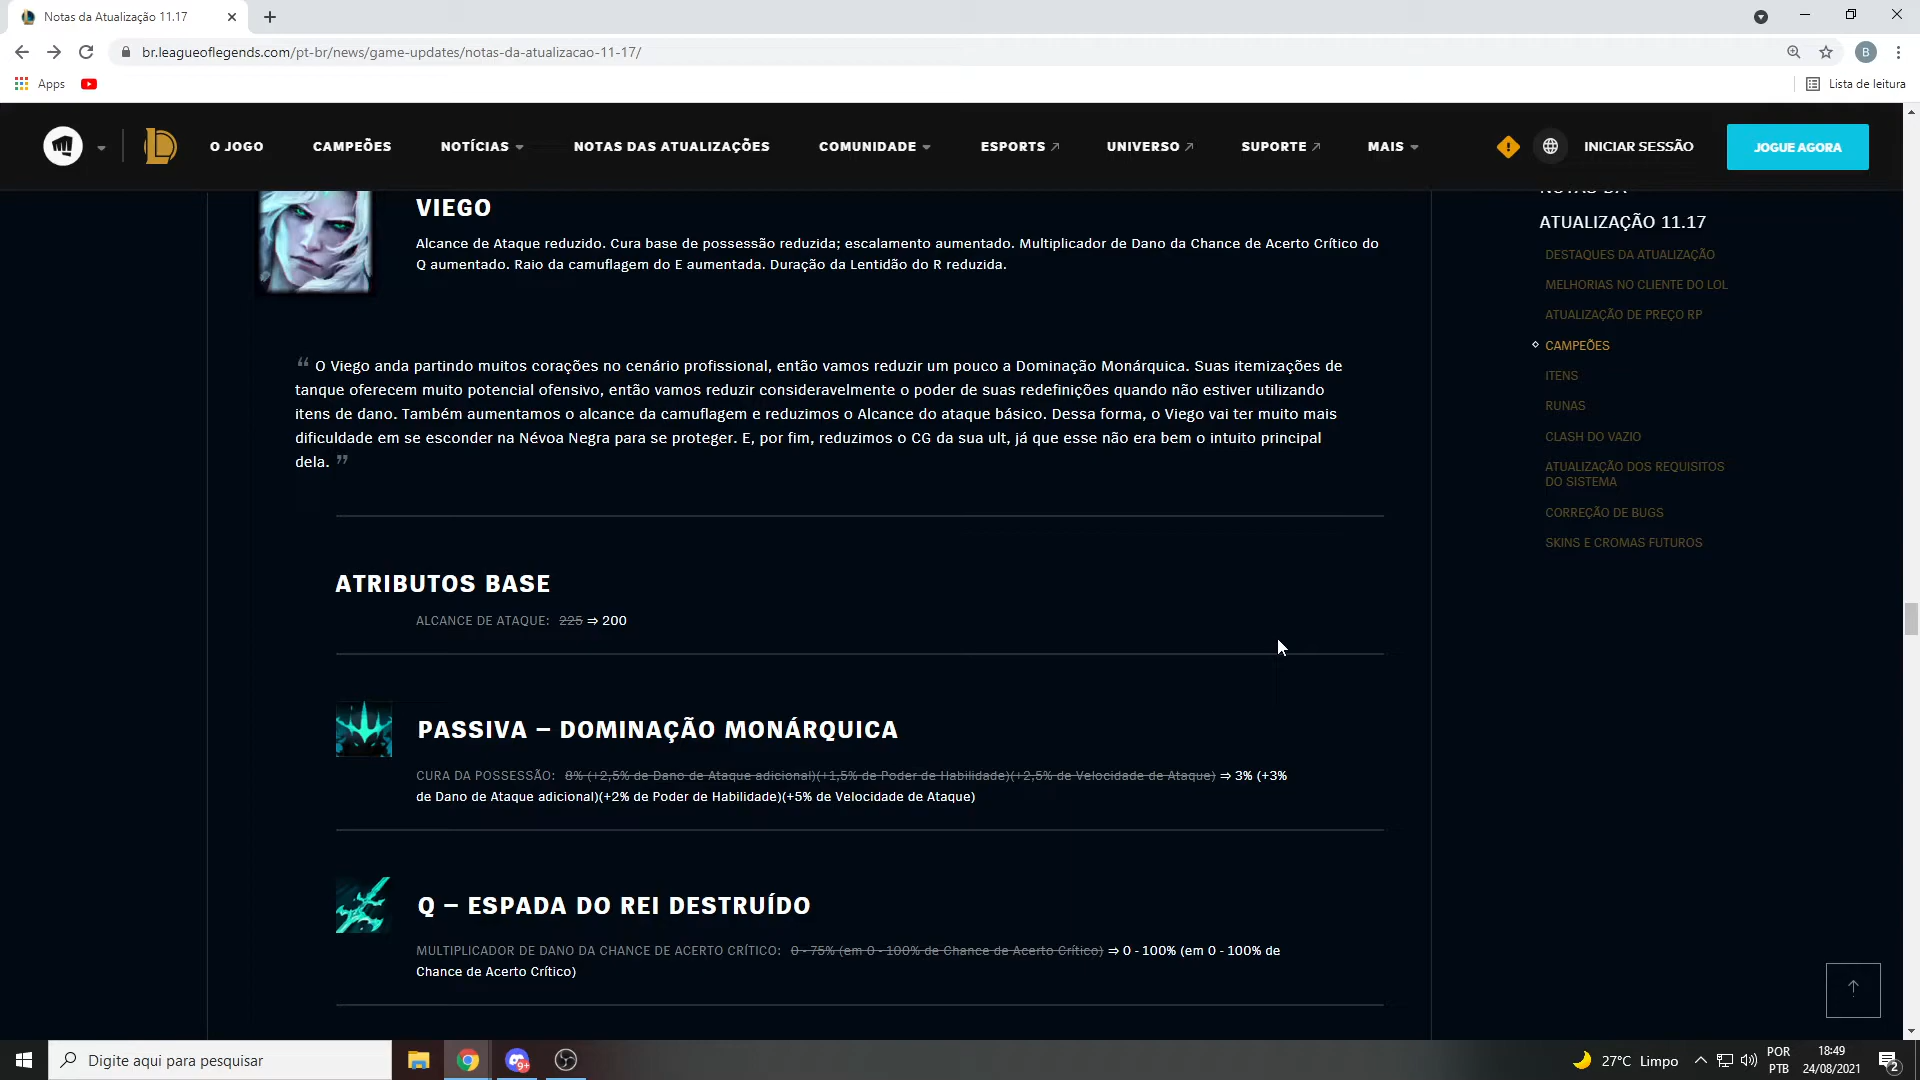 Notas da Atualização 11.17
br.leagueoflegends.com/pt-br/news/game-updates/notas-da-atualizacao-11-17/
B
Apps
Lista de leitura
O JOGO
CAMPEÕES
NOTÍCIAS
NOTAS DAS ATUALIZAÇÕES
COMUNIDADE
ESPORTS
UNIVERSO
SUPORTE
MAIS
INICIAR SESSÃO
JOGUE AGORA
VIEGO
Alcance de Ataque reduzido. Cura base de possessão reduzida; escalamento aumentado. Multiplicador de Dano da Chance de Acerto Crítico do
Q aumentado. Raio da camuflagem do E aumentada. Duração da Lentidão do R reduzida.
“ O Viego anda partindo muitos corações no cenário profissional, então vamos reduzir um pouco a Dominação Monárquica. Suas itemizações de
tanque oferecem muito potencial ofensivo, então vamos reduzir consideravelmente o poder de suas redefinições quando não estiver utilizando
itens de dano. Também aumentamos o alcance da camuflagem e reduzimos o Alcance do ataque básico. Dessa forma, o Viego vai ter muito mais
dificuldade em se esconder na Névoa Negra para se proteger. E, por fim, reduzimos o CG da sua ult, já que esse não era bem o intuito principal
dela. ”
ATRIBUTOS BASE
ALCANCE DE ATAQUE: 225 ⇒ 200
PASSIVA – DOMINAÇÃO MONÁRQUICA
CURA DA POSSESSÃO: 8% (+2,5% de Dano de Ataque adicional)(+1,5% de Poder de Habilidade)(+2,5% de Velocidade de Ataque) ⇒ 3% (+3%
de Dano de Ataque adicional)(+2% de Poder de Habilidade)(+5% de Velocidade de Ataque)
Q – ESPADA DO REI DESTRUÍDO
MULTIPLICADOR DE DANO DA CHANCE DE ACERTO CRÍTICO: 0 - 75% (em 0 - 100% de Chance de Acerto Crítico) ⇒ 0 - 100% (em 0 - 100% de
Chance de Acerto Crítico)
NOTAS DA
ATUALIZAÇÃO 11.17
DESTAQUES DA ATUALIZAÇÃO
MELHORIAS NO CLIENTE DO LOL
ATUALIZAÇÃO DE PREÇO RP
CAMPEÕES
ITENS
RUNAS
CLASH DO VAZIO
ATUALIZAÇÃO DOS REQUISITOS
DO SISTEMA
CORREÇÃO DE BUGS
SKINS E CROMAS FUTUROS
Digite aqui para pesquisar
9+
27°C Limpo
POR
PTB
18:49
24/08/2021
2